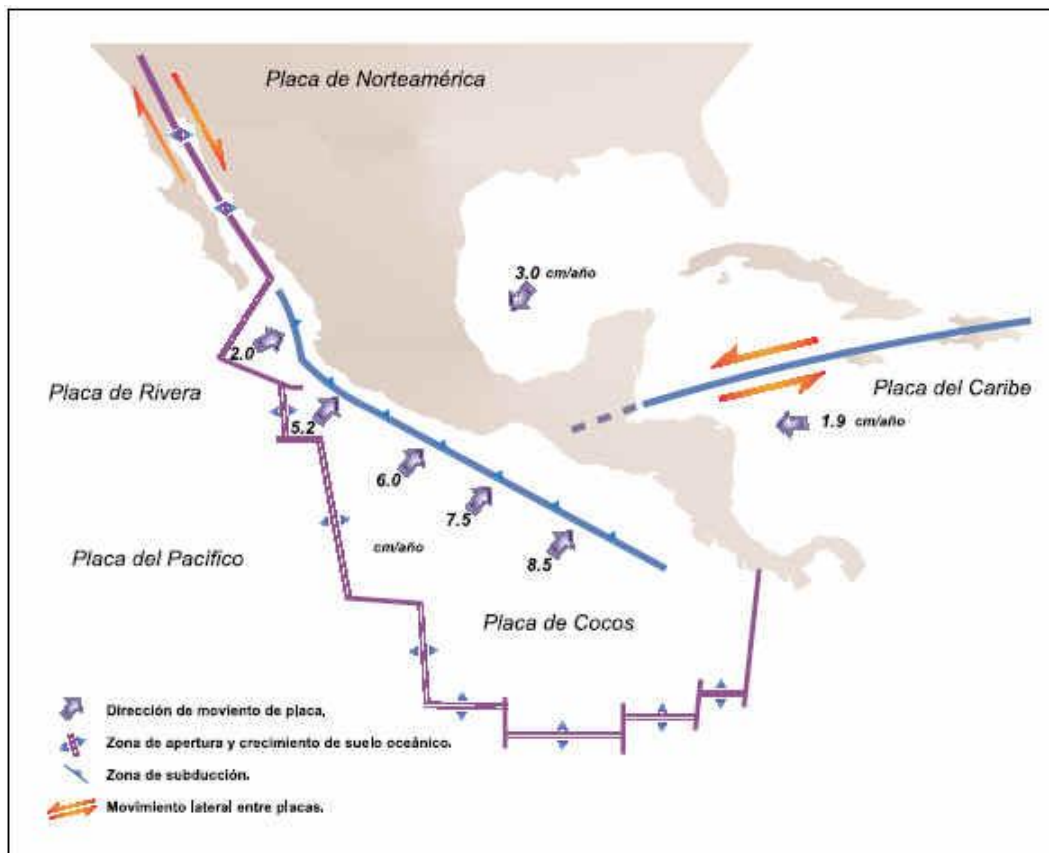 Placa de Norteamérica
3.0 cm/año
2.0
Placa de Rivera
Placa del Caribe
5.2
1.9 cm/año
6.0
7.5
cm/año
Placa del Pacífico
8.5
Placa de Cocos
Dirección de moviento de placa,
Zona de apertura y crecimiento de suelo oceánico.
Zona de subducción.
Movimiento lateral entre placas.